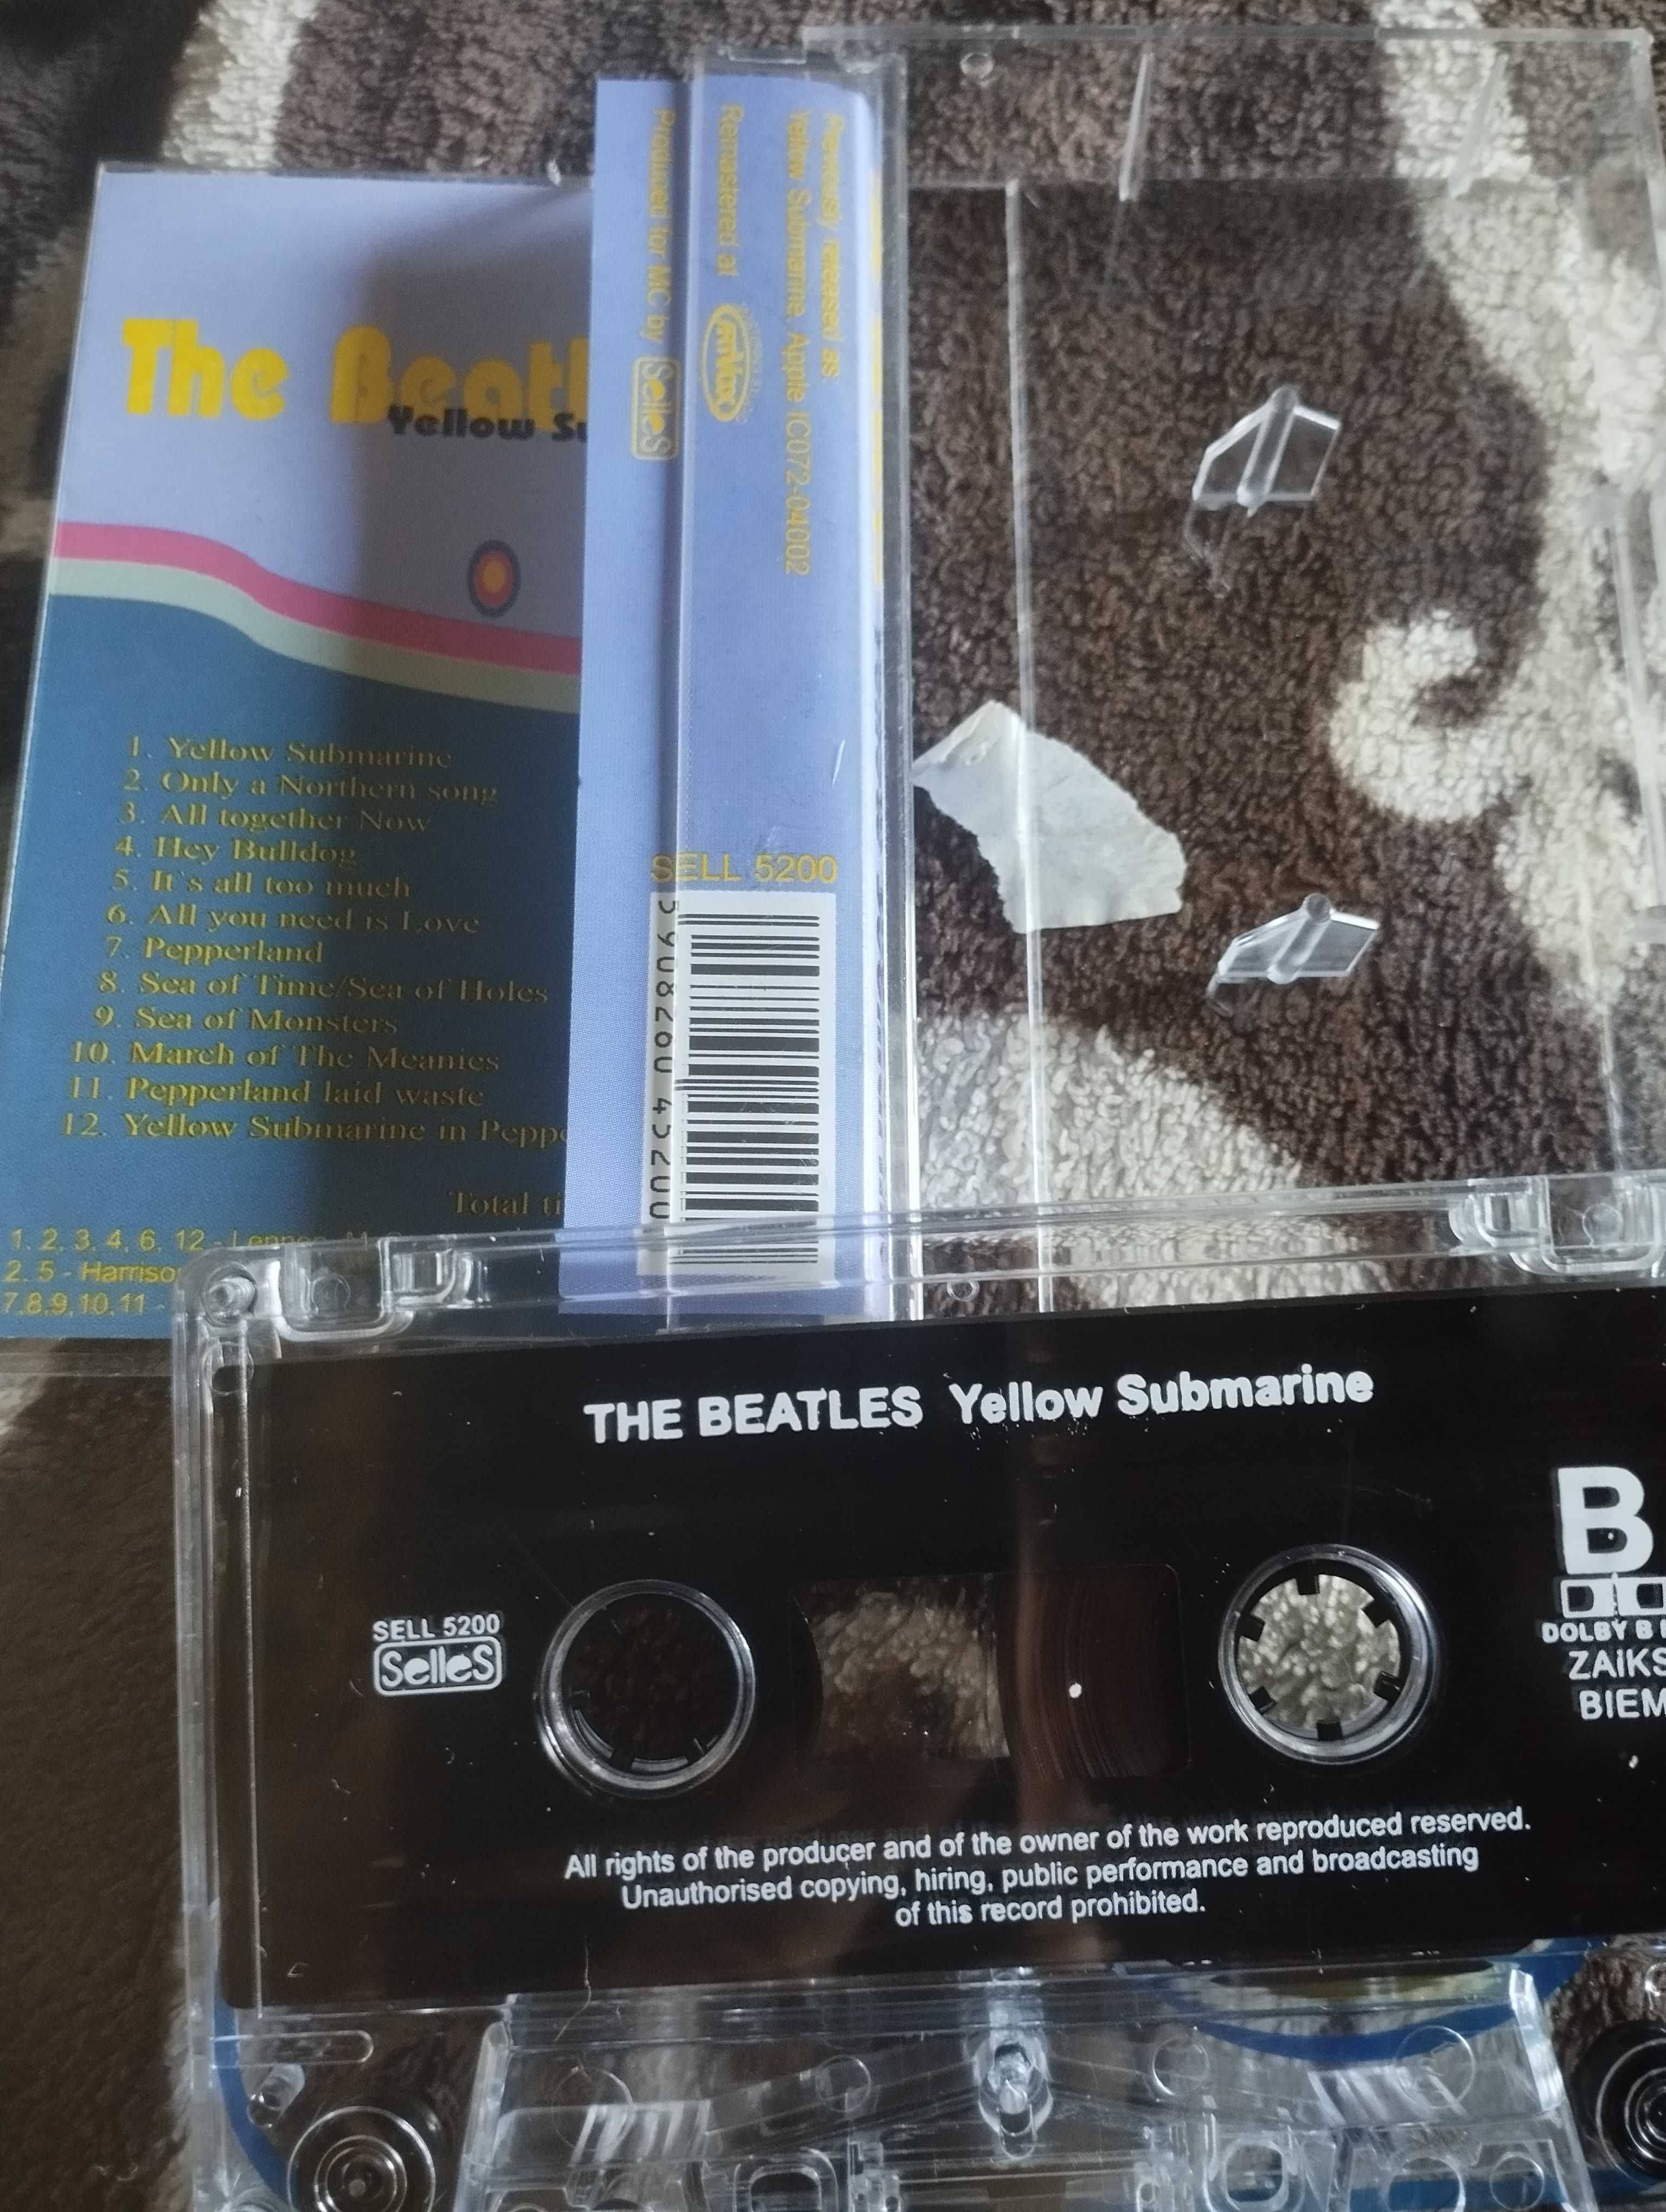 The Beatl
Yellow Su
1. Yellow Submarine
2. Only a Northern song
3. All together Now
4. Hey Bulldog
5. It's all too much
6. All you need is Love
7. Pepperland
8. Sea of Time/Sea of Holes
9. Sea of Monsters
10. March of The Meanies
11. Pepperland laid waste
12. Yellow Submarine in Peppe
Total ti
1, 2, 3, 4, 6, 12 - Lennon
2, 5 - Harriso
7,8,9,10,11 -
Previously released as:
Yellow Submarine, Apple IC072-04002
Remastered at
Produced for MC by SelleS
SELL 5200
5 908260 45200
THE BEATLES Yellow Submarine
B
DOLBY B
ZAiKS
BIEM
SELL 5200
SelleS
All rights of the producer and of the owner of the work reproduced reserved.
Unauthorised copying, hiring, public performance and broadcasting
of this record prohibited.